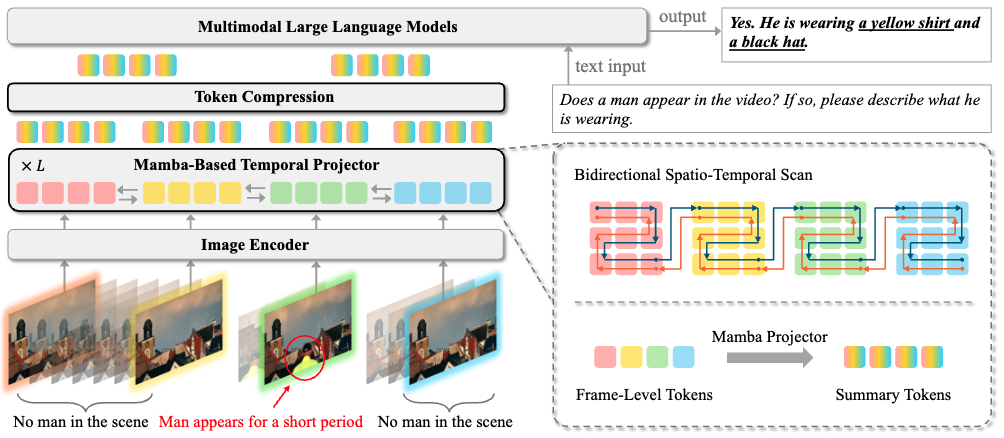 Multimodal Large Language Models
output
Yes. He is wearing a yellow shirt and
a black hat.
text input
Does a man appear in the video? If so, please describe what he
is wearing.
Token Compression
× L
Mamba-Based Temporal Projector
Image Encoder
No man in the scene
Man appears for a short period
No man in the scene
Bidirectional Spatio-Temporal Scan
Mamba Projector
Frame-Level Tokens
Summary Tokens